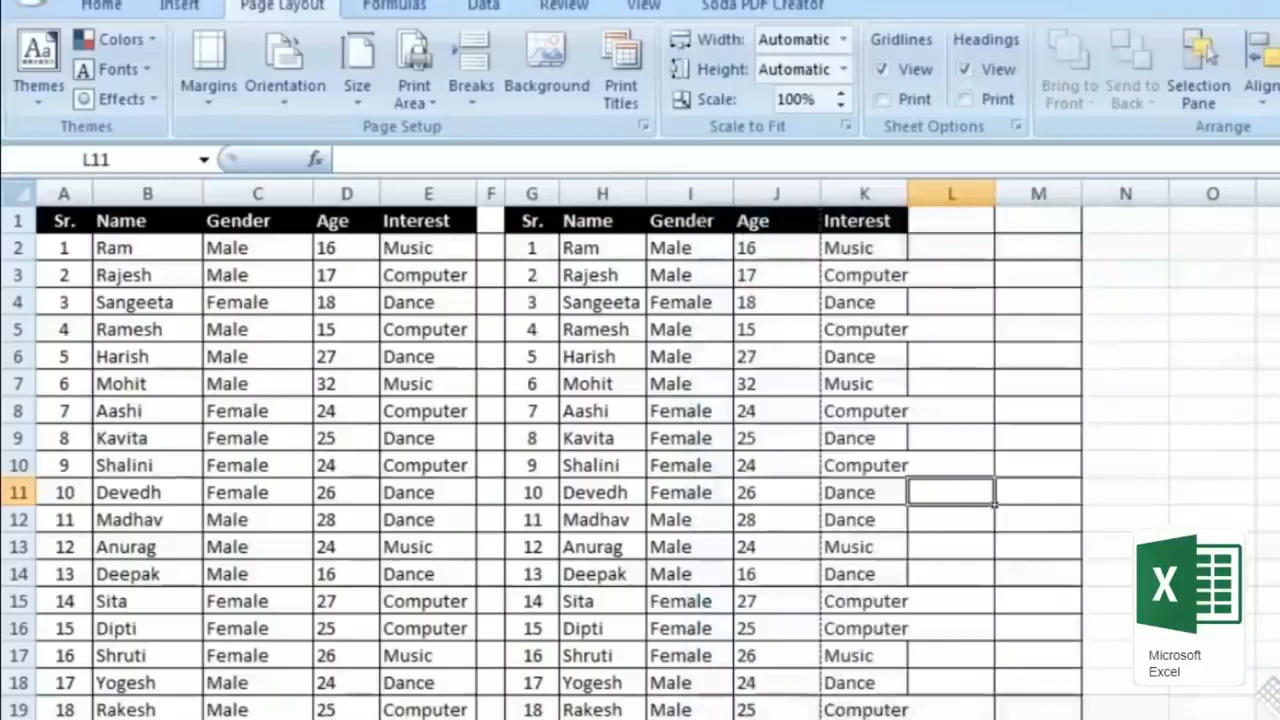 Home Insert Page Layout Formulas Data Review View Soda PDF Creator
Aa Colors Width: Automatic Gridlines Headings
A Fonts Height: Automatic View View
Themes Effects Margins Orientation Size Print Area Breaks Background Print Titles Scale: 100% Print Print Bring to Front Send to Back Selection Pane Align
Themes Page Setup Scale to Fit Sheet Options Arrange
L11 fx
A B C D E F G H I J K L M N O
1 Sr. Name Gender Age Interest Sr. Name Gender Age Interest
2 1 Ram Male 16 Music 1 Ram Male 16 Music
3 2 Rajesh Male 17 Computer 2 Rajesh Male 17 Computer
4 3 Sangeeta Female 18 Dance 3 Sangeeta Female 18 Dance
5 4 Ramesh Male 15 Computer 4 Ramesh Male 15 Computer
6 5 Harish Male 27 Dance 5 Harish Male 27 Dance
7 6 Mohit Male 32 Music 6 Mohit Male 32 Music
8 7 Aashi Female 24 Computer 7 Aashi Female 24 Computer
9 8 Kavita Female 25 Dance 8 Kavita Female 25 Dance
10 9 Shalini Female 24 Computer 9 Shalini Female 24 Computer
11 10 Devedh Female 26 Dance 10 Devedh Female 26 Dance
12 11 Madhav Male 28 Dance 11 Madhav Male 28 Dance
13 12 Anurag Male 24 Music 12 Anurag Male 24 Music
14 13 Deepak Male 16 Dance 13 Deepak Male 16 Dance
15 14 Sita Female 27 Computer 14 Sita Female 27 Computer
16 15 Dipti Female 25 Computer 15 Dipti Female 25 Computer
17 16 Shruti Female 26 Music 16 Shruti Female 26 Music
18 17 Yogesh Male 24 Dance 17 Yogesh Male 24 Dance
19 18 Rakesh Male 25 Computer 18 Rakesh Male 25 Computer
X
Microsoft
Excel